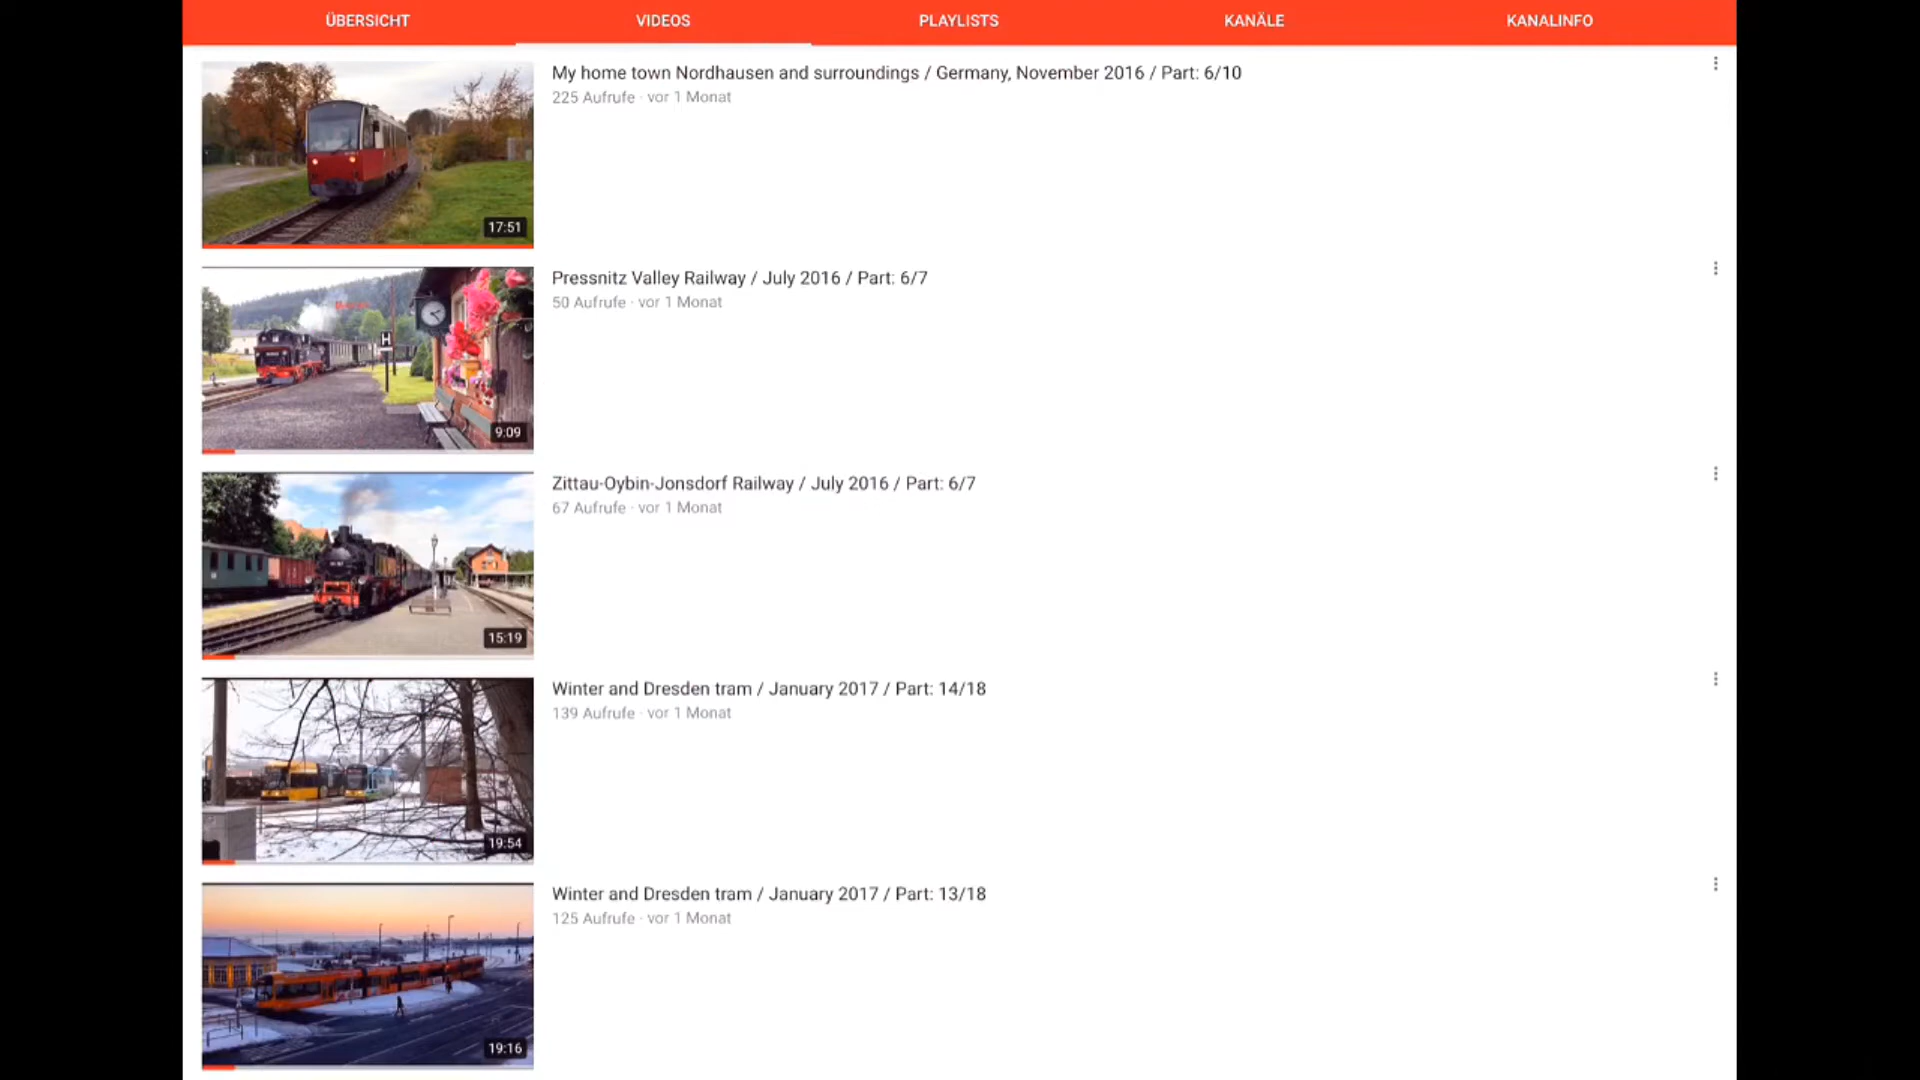 ÜBERSICHT VIDEOS PLAYLISTS KANÄLE KANALINFO
My home town Nordhausen and surroundings / Germany, November 2016 / Part: 6/10
225 Aufrufe · vor 1 Monat
17:51
Pressnitz Valley Railway / July 2016 / Part: 6/7
50 Aufrufe · vor 1 Monat
H
9:09
Zittau-Oybin-Jonsdorf Railway / July 2016 / Part: 6/7
67 Aufrufe · vor 1 Monat
15:19
Winter and Dresden tram / January 2017 / Part: 14/18
139 Aufrufe · vor 1 Monat
19:54
Winter and Dresden tram / January 2017 / Part: 13/18
125 Aufrufe · vor 1 Monat
19:16